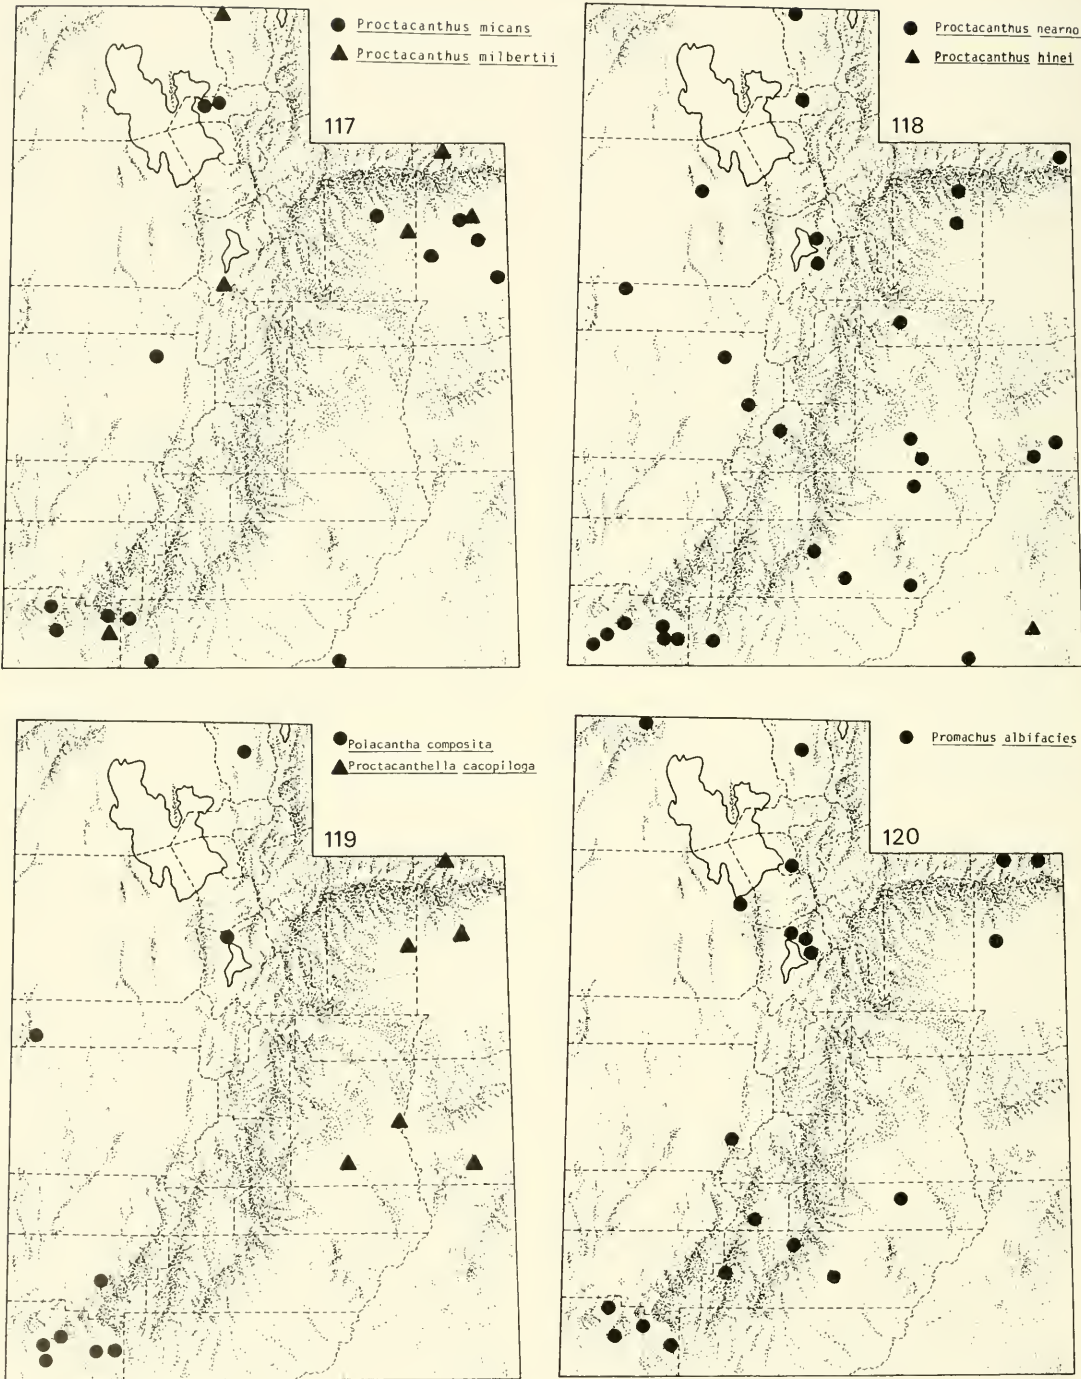 Proctacanthus micans
Proctacanthus milbertii
117
Proctacanthus nearno
Proctacanthus hinei
118
Polacantha composita
Proctacanthella cacopiloga
119
Promachus albifacies
120